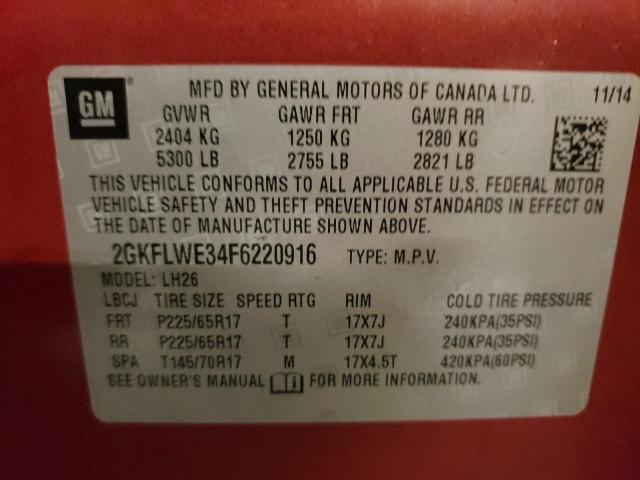 GM
MFD BY GENERAL MOTORS OF CANADA LTD. 11/14
GVWR GAWR FRT GAWR RR
2404 KG 1250 KG 1280 KG
5300 LB 2755 LB 2821 LB
THIS VEHICLE CONFORMS TO ALL APPLICABLE U.S. FEDERAL MOTOR
VEHICLE SAFETY AND THEFT PREVENTION STANDARDS IN EFFECT ON
THE DATE OF MANUFACTURE SHOWN ABOVE.
2GKFLWE34F6220916 TYPE: M.P.V.
MODEL: LH26
LBCJ TIRE SIZE SPEED RTG RIM COLD TIRE PRESSURE
FRT P225/65R17 T 17X7J 240KPA(35PSI)
RR P225/65R17 T 17X7J 240KPA(35PSI)
SPA T145/70R17 M 17X4.5T 420KPA(60PSI)
SEE OWNER'S MANUAL FOR MORE INFORMATION.